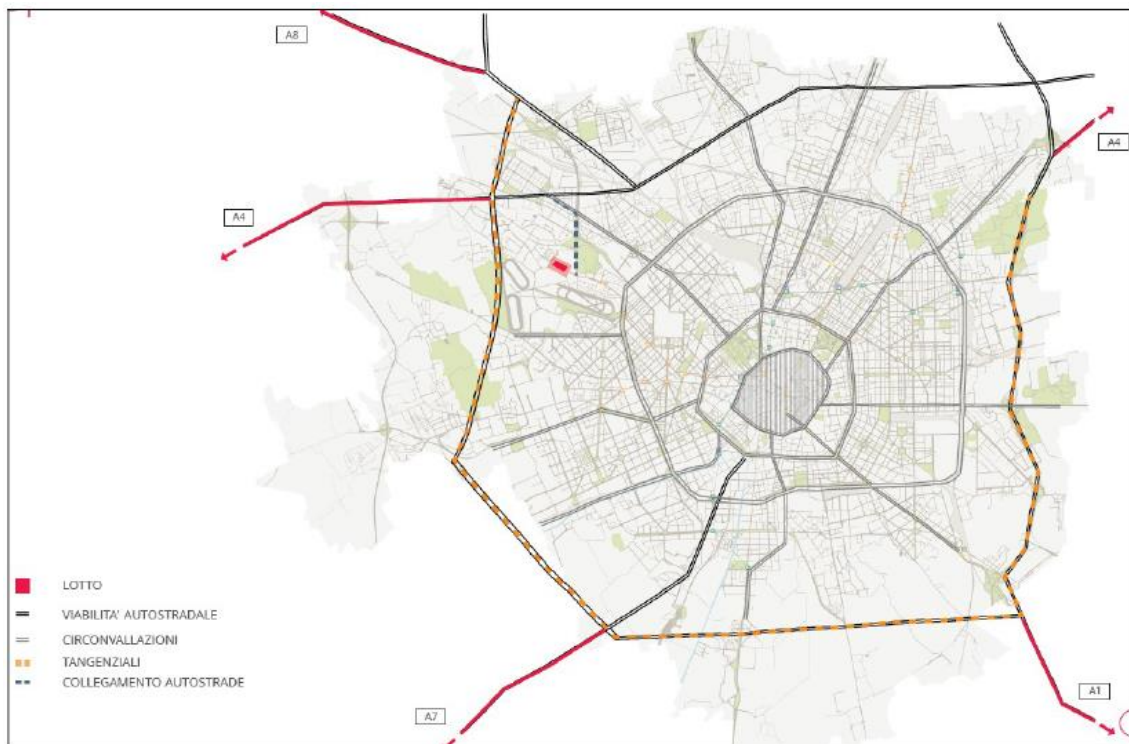 A8
A4
A4
LOTTO
VIABILITA' AUTOSTRADALE
CIRCONVALLAZIONI
TANGENZIALI
COLLEGAMENTO AUTOSTRADE
A7
A1